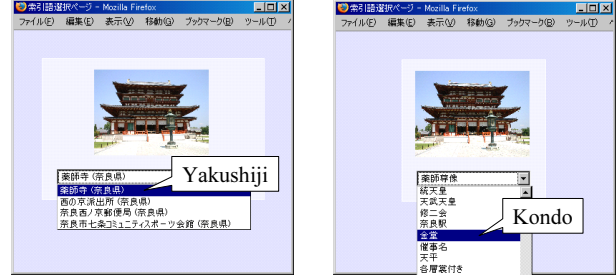 索引語選択ページ - Mozilla Firefox
ファイル(F) 編集(E) 表示(V) 移動(G) ブックマーク(B) ツール(T)
薬師寺 (奈良県)
薬師寺 (奈良県)
西の京派出所 (奈良県)
奈良西ノ京郵便局 (奈良県)
奈良市七条コミュニティスポーツ会館 (奈良県)
Yakushiji
索引語選択ページ - Mozilla Firefox
ファイル(F) 編集(E) 表示(V) 移動(G) ブックマーク(B) ツール(T)
薬師尊像
統天皇
天武天皇
修二会
奈良駅
金堂
催事名
天平
各層裳付き
Kondo